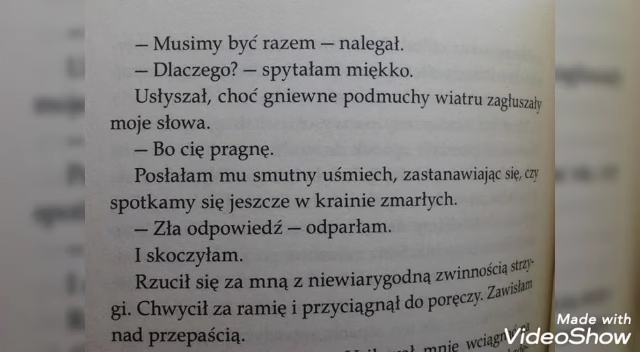 — Musimy być razem — nalegał.
— Dlaczego? — spytałam miękko.
Usłyszał, choć gniewne podmuchy wiatru zagłuszały
moje słowa.
— Bo cię pragnę.
Posłałam mu smutny uśmiech, zastanawiając się, czy
spotkamy się jeszcze w krainie zmarłych.
— Zła odpowiedź — odparłam.
I skoczyłam.
Rzucił się za mną z niewiarygodną zwinnością strzy-
gi. Chwycił za ramię i przyciągnął do poręczy. Zawisłam
nad przepaścią.
mnie
Made with
VideoShow